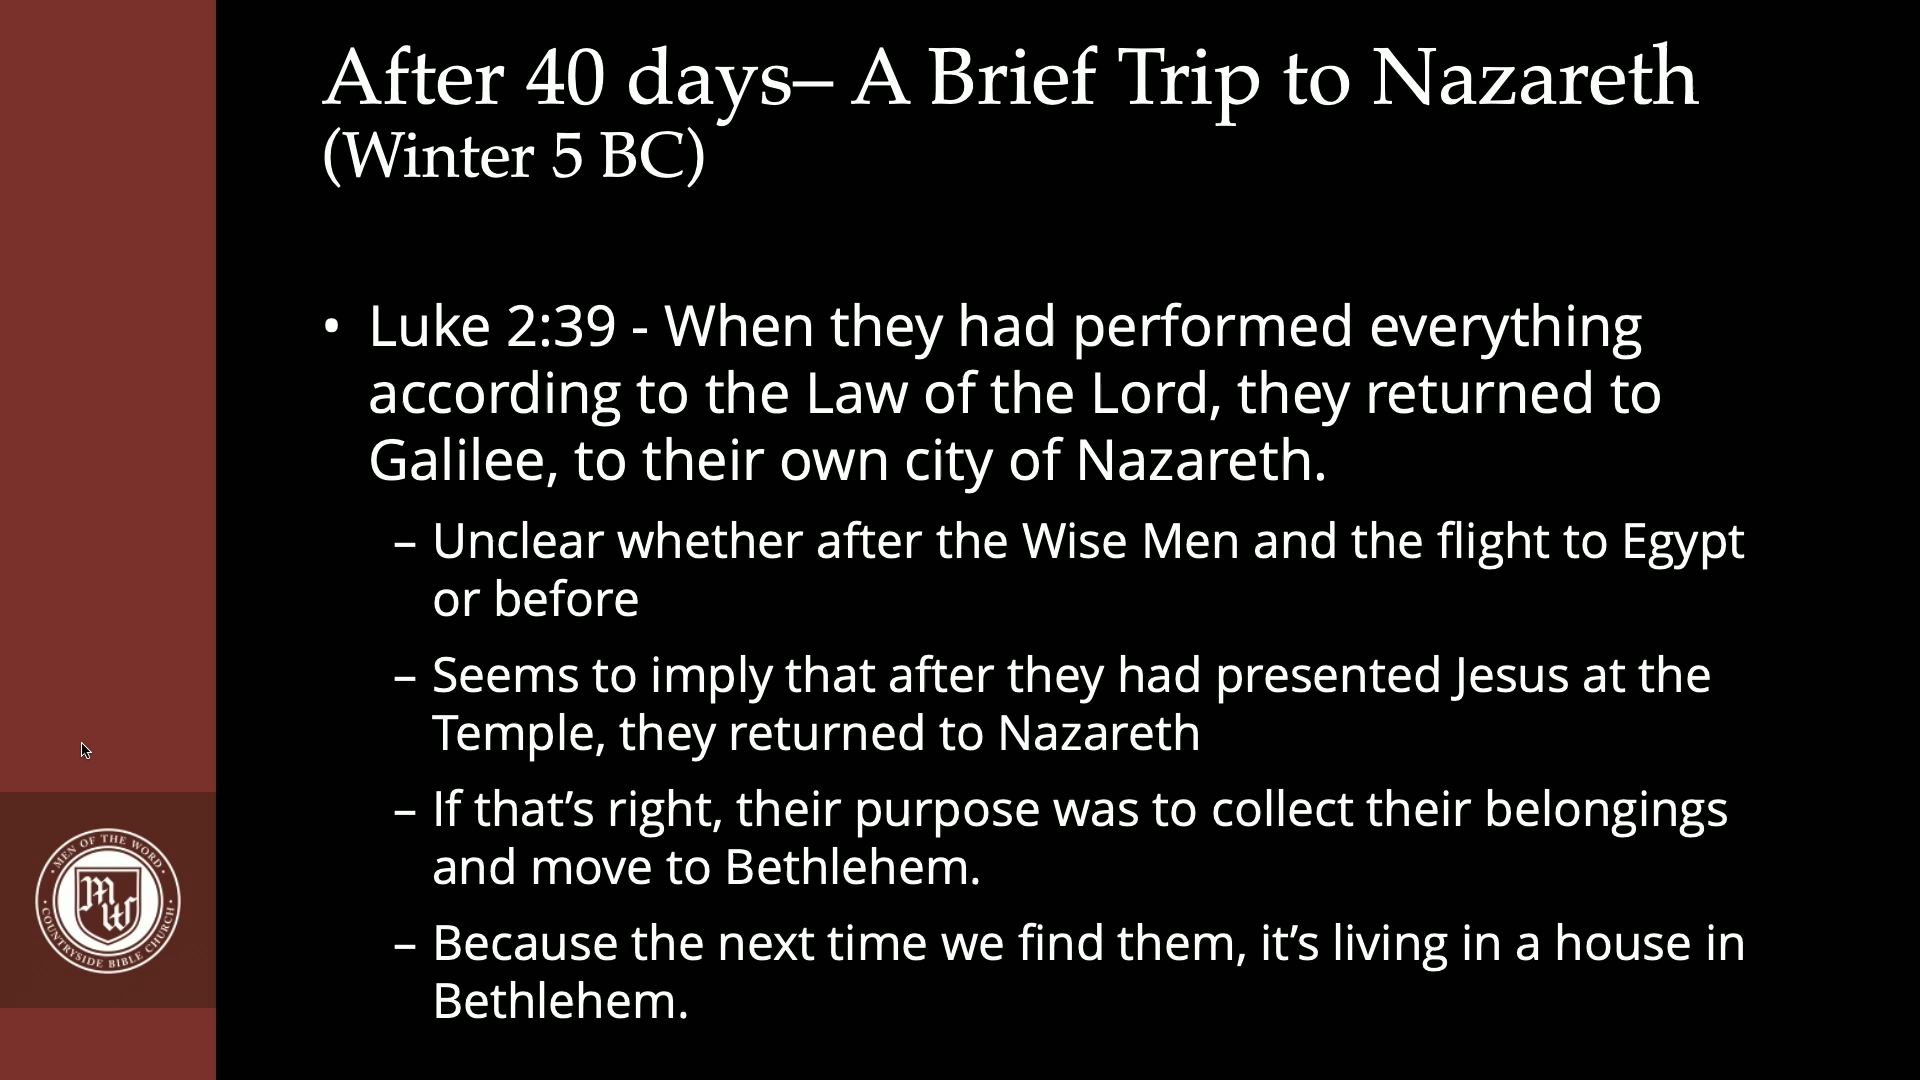 After 40 days– A Brief Trip to Nazareth
(Winter 5 BC)
• Luke 2:39 - When they had performed everything
according to the Law of the Lord, they returned to
Galilee, to their own city of Nazareth.
– Unclear whether after the Wise Men and the flight to Egypt
or before
– Seems to imply that after they had presented Jesus at the
Temple, they returned to Nazareth
– If that’s right, their purpose was to collect their belongings
and move to Bethlehem.
– Because the next time we find them, it’s living in a house in
Bethlehem.
MEN OF THE WORD
MW
COUNTRYSIDE BIBLE CHURCH